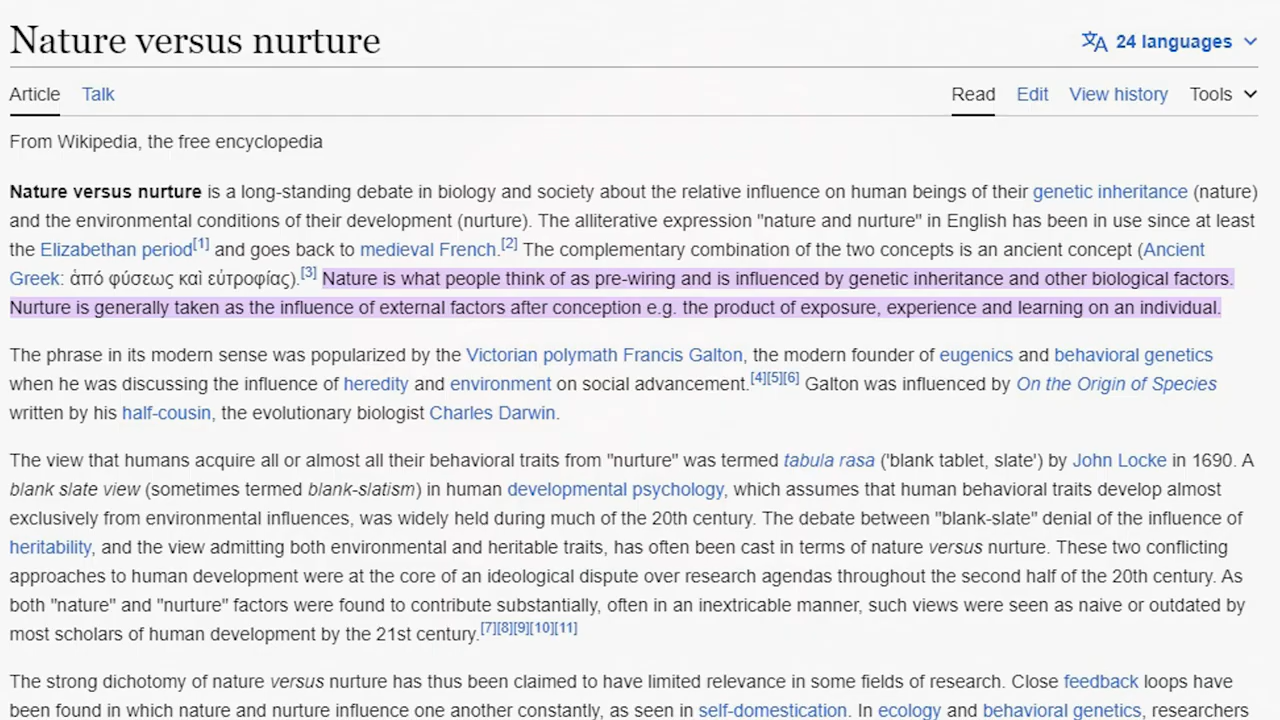 Nature versus nurture
24 languages
Article Talk Read Edit View history Tools
From Wikipedia, the free encyclopedia
Nature versus nurture is a long-standing debate in biology and society about the relative influence on human beings of their genetic inheritance (nature)
and the environmental conditions of their development (nurture). The alliterative expression "nature and nurture" in English has been in use since at least
the Elizabethan period[1] and goes back to medieval French.[2] The complementary combination of the two concepts is an ancient concept (Ancient
Greek: ἁπό φύσεως καὶ εὐτροφίας).[3] Nature is what people think of as pre-wiring and is influenced by genetic inheritance and other biological factors.
Nurture is generally taken as the influence of external factors after conception e.g. the product of exposure, experience and learning on an individual.
The phrase in its modern sense was popularized by the Victorian polymath Francis Galton, the modern founder of eugenics and behavioral genetics
when he was discussing the influence of heredity and environment on social advancement.[4][5][6] Galton was influenced by On the Origin of Species
written by his half-cousin, the evolutionary biologist Charles Darwin.
The view that humans acquire all or almost all their behavioral traits from "nurture" was termed tabula rasa ('blank tablet, slate') by John Locke in 1690. A
blank slate view (sometimes termed blank-slatism) in human developmental psychology, which assumes that human behavioral traits develop almost
exclusively from environmental influences, was widely held during much of the 20th century. The debate between "blank-slate" denial of the influence of
heritability, and the view admitting both environmental and heritable traits, has often been cast in terms of nature versus nurture. These two conflicting
approaches to human development were at the core of an ideological dispute over research agendas throughout the second half of the 20th century. As
both "nature" and "nurture" factors were found to contribute substantially, often in an inextricable manner, such views were seen as naive or outdated by
most scholars of human development by the 21st century.[7][8][9][10][11]
The strong dichotomy of nature versus nurture has thus been claimed to have limited relevance in some fields of research. Close feedback loops have
been found in which nature and nurture influence one another constantly, as seen in self-domestication. In ecology and behavioral genetics, researchers